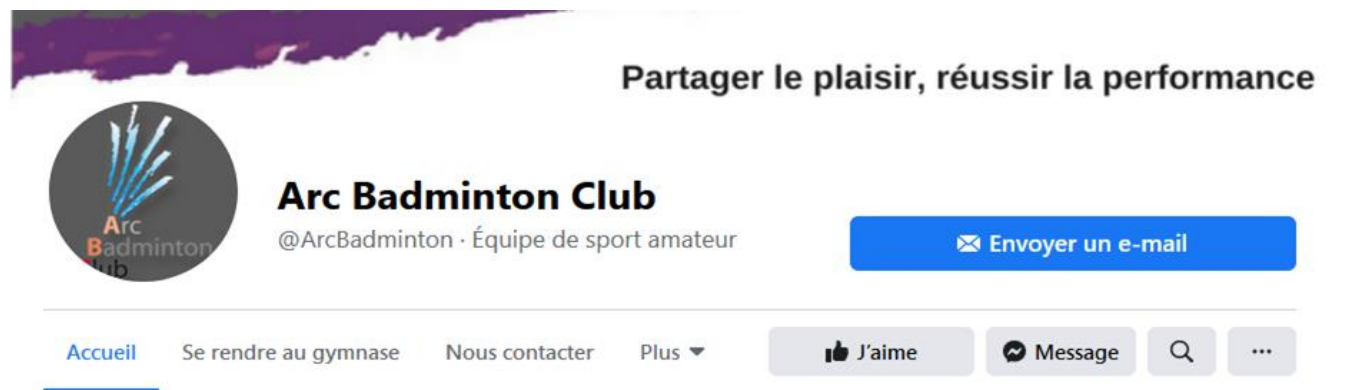 Partager le plaisir, réussir la performance
Arc
Badminton
Club
Arc Badminton Club
@ArcBadminton · Équipe de sport amateur
Envoyer un e-mail
Accueil Se rendre au gymnase Nous contacter Plus J'aime Message ...